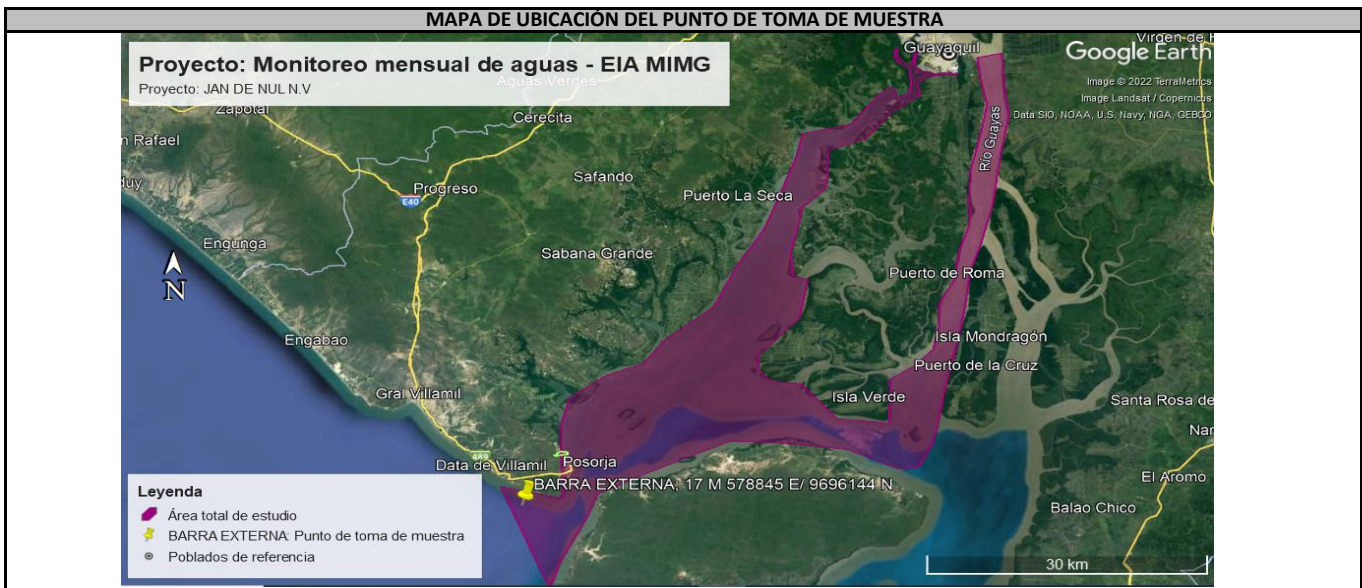 MAPA DE UBICACIÓN DEL PUNTO DE TOMA DE MUESTRA
Proyecto: Monitoreo mensual de aguas - EIA MIMG
Proyecto: JAN DE NUL N.V
Guayaquil
Google Earth
Image © 2022 TerraMetrics
Image Landsat / Copernicus
Data SIO, NOAA, U.S. Navy, NGA, GEBCO
Aguas Verdes
Zapotal
Cerecita
n Rafael
Río Guayas
Safando
Puerto La Seca
Progreso
E40
Engunga
Sabana Grande
Puerto de Roma
N
Isla Mondragón
Engabao
Puerto de la Cruz
Gral Villamil
Isla Verde
Santa Rosa de
Nar
489
Data de Villamil
Posorja
El Aromo
BARRA EXTERNA; 17 M 578845 E/ 9696144 N
Balao Chico
Leyenda
Área total de estudio
BARRA EXTERNA: Punto de toma de muestra
Poblados de referencia
30 km